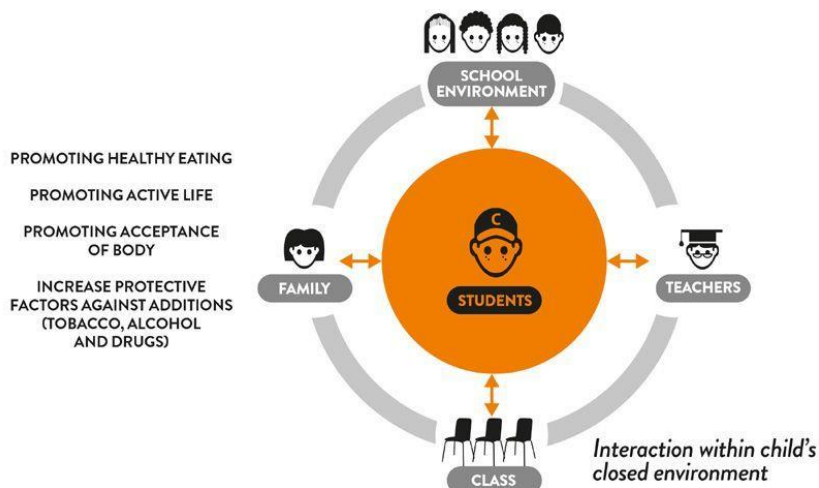 SCHOOL
ENVIRONMENT
PROMOTING HEALTHY EATING
PROMOTING ACTIVE LIFE
PROMOTING ACCEPTANCE
OF BODY
INCREASE PROTECTIVE
FACTORS AGAINST ADDITIONS
(TOBACCO, ALCOHOL
AND DRUGS)
FAMILY
C
STUDENTS
TEACHERS
CLASS
Interaction within child's
closed environment